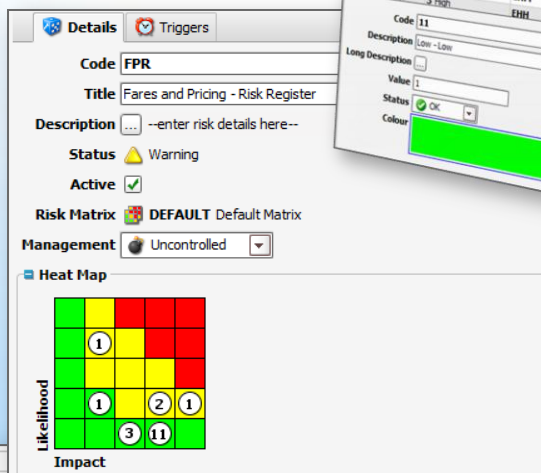 Details
Triggers
Code FPR
Title Fares and Pricing - Risk Register
Description ... --enter risk details here--
Status Warning
Active
Risk Matrix DEFAULT Default Matrix
Management Uncontrolled
Heat Map
1
1
2
1
3
11
Likelihood
Impact
3 High
EHH
Code 11
Description Low -Low
Long Description ...
Value 1
Status OK
Colour